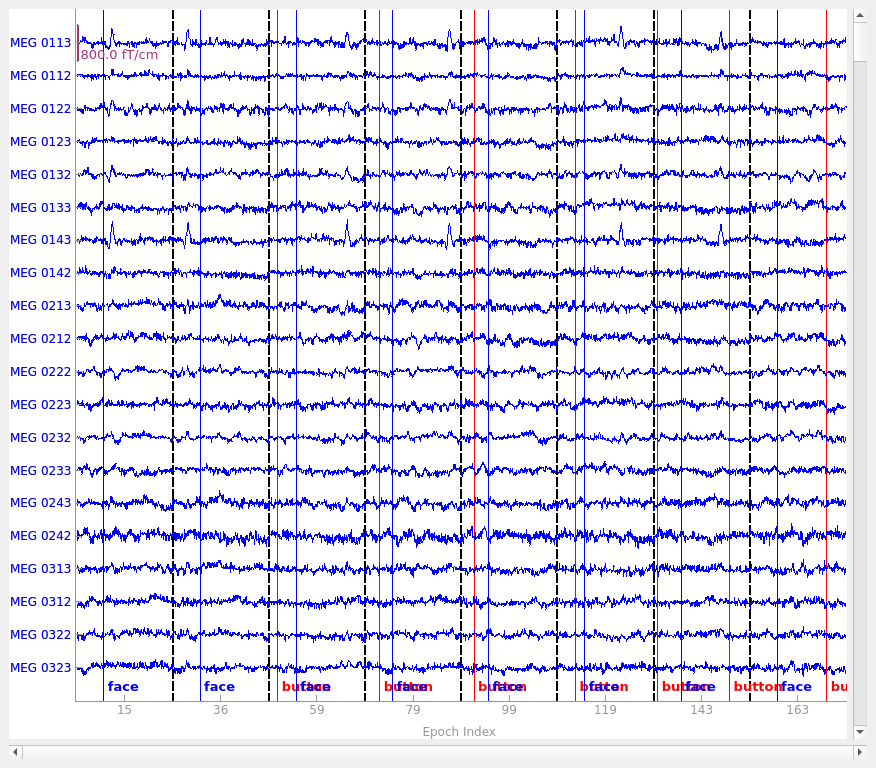 MEG 0113
800.0 fT/cm
MEG 0112
MEG 0122
MEG 0123
MEG 0132
MEG 0133
MEG 0143
MEG 0142
MEG 0213
MEG 0212
MEG 0222
MEG 0223
MEG 0232
MEG 0233
MEG 0243
MEG 0242
MEG 0313
MEG 0312
MEG 0322
MEG 0323
face face button face button face button face button face button face button face bu
15 36 59 79 99 119 143 163
Epoch Index